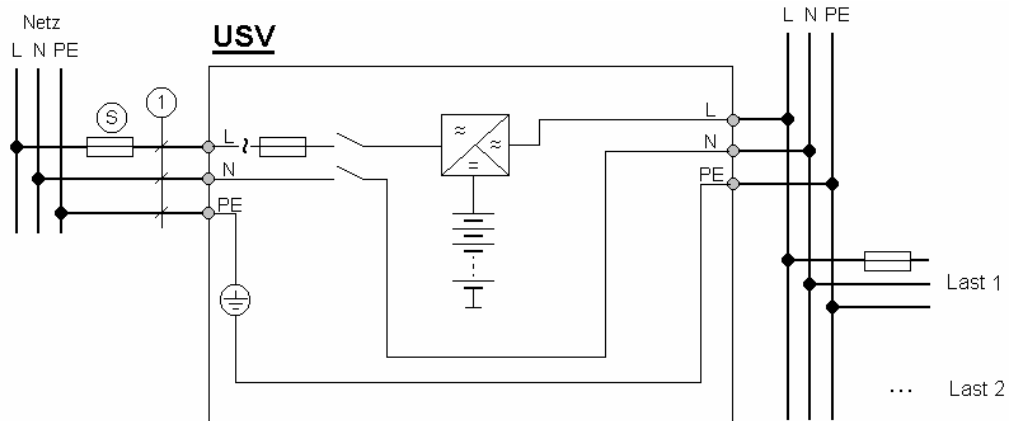 Netz
L N PE
USV
L N PE
S
1
L
N
PE
≈
≈
=
L
N
PE
Last 1
... Last 2